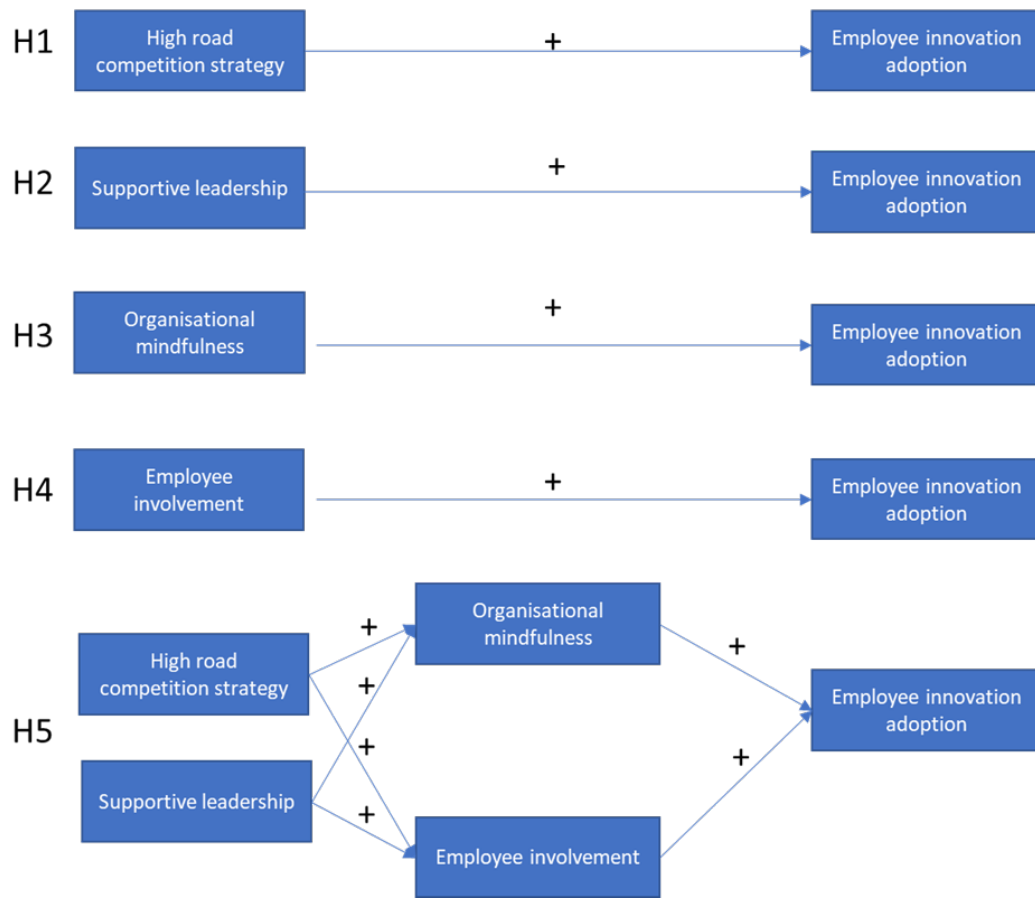 H1
High road
competition strategy
+
Employee innovation
adoption
H2
Supportive leadership
+
Employee innovation
adoption
H3
Organisational
mindfulness
+
Employee innovation
adoption
H4
Employee
involvement
+
Employee innovation
adoption
H5
High road
competition strategy
Supportive leadership
+
+
+
+
Organisational
mindfulness
Employee involvement
+
+
Employee innovation
adoption